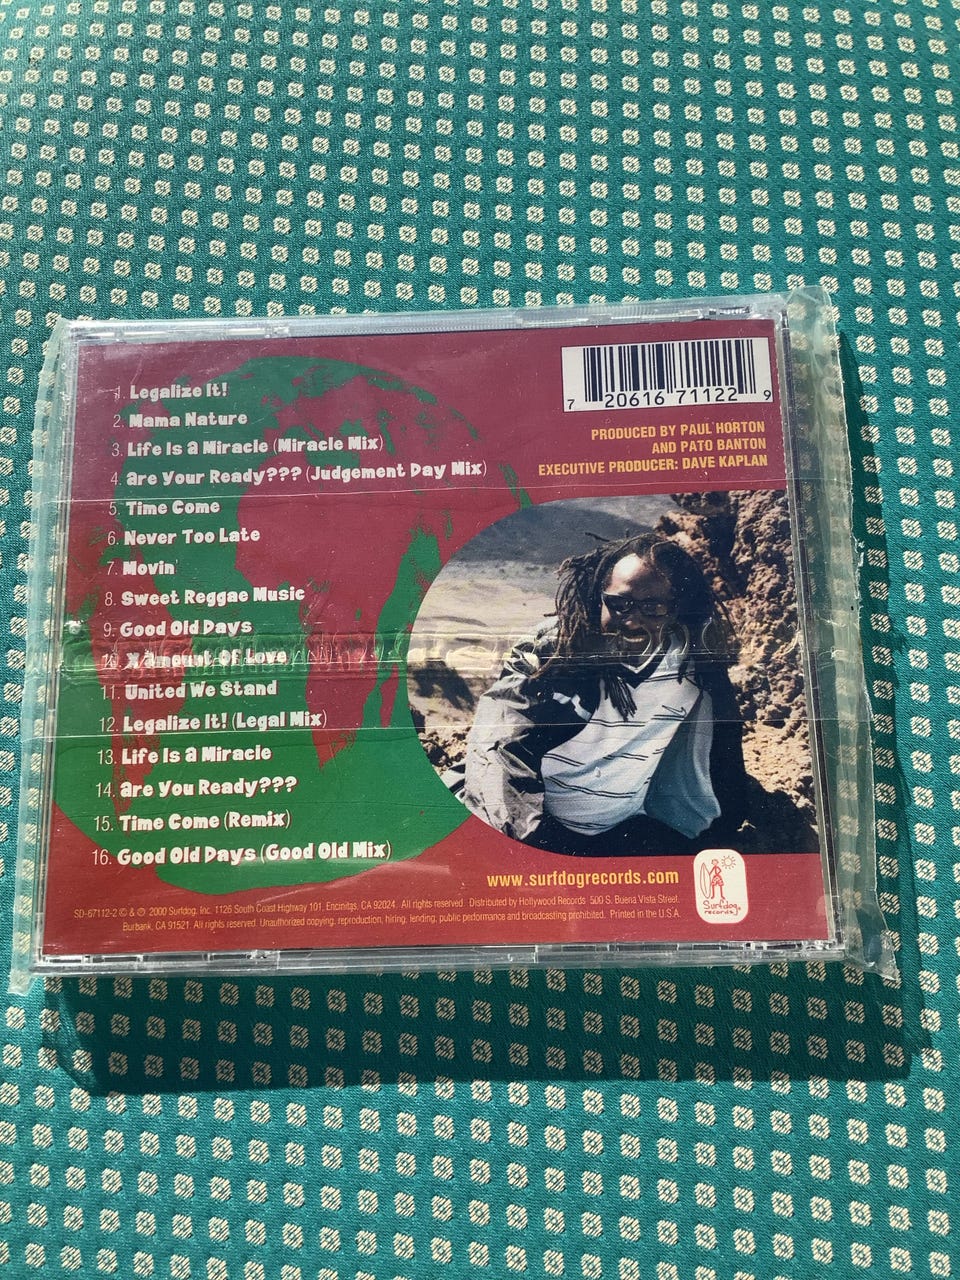 1. Legalize It!
2. Mama Nature
3. Life Is a Miracle (Miracle Mix)
4. are Your Ready??? (Judgement Day Mix)
5. Time Come
6. Never Too Late
7. Movin'
8. Sweet Reggae Music
9. Good Old Days
10. X amount Of Love
11. United We Stand
12. Legalize It! (Legal Mix)
13. Life Is a Miracle
14. are You Ready???
15. Time Come (Remix)
16. Good Old Days (Good Old Mix)
7 20616 71122 9
PRODUCED BY PAUL HORTON
AND PATO BANTON
EXECUTIVE PRODUCER: DAVE KAPLAN
www.surfdogrecords.com
Surfdog
records
SD-67112-2 © & ℗ 2000 Surfdog, Inc. 1126 South Coast Highway 101, Encinitas, CA 92024. All rights reserved. Distributed by Hollywood Records 500 S. Buena Vista Street,
Burbank, CA 91521. All rights reserved. Unauthorized copying, reproduction, hiring, lending, public performance and broadcasting prohibited. Printed in the U.S.A.